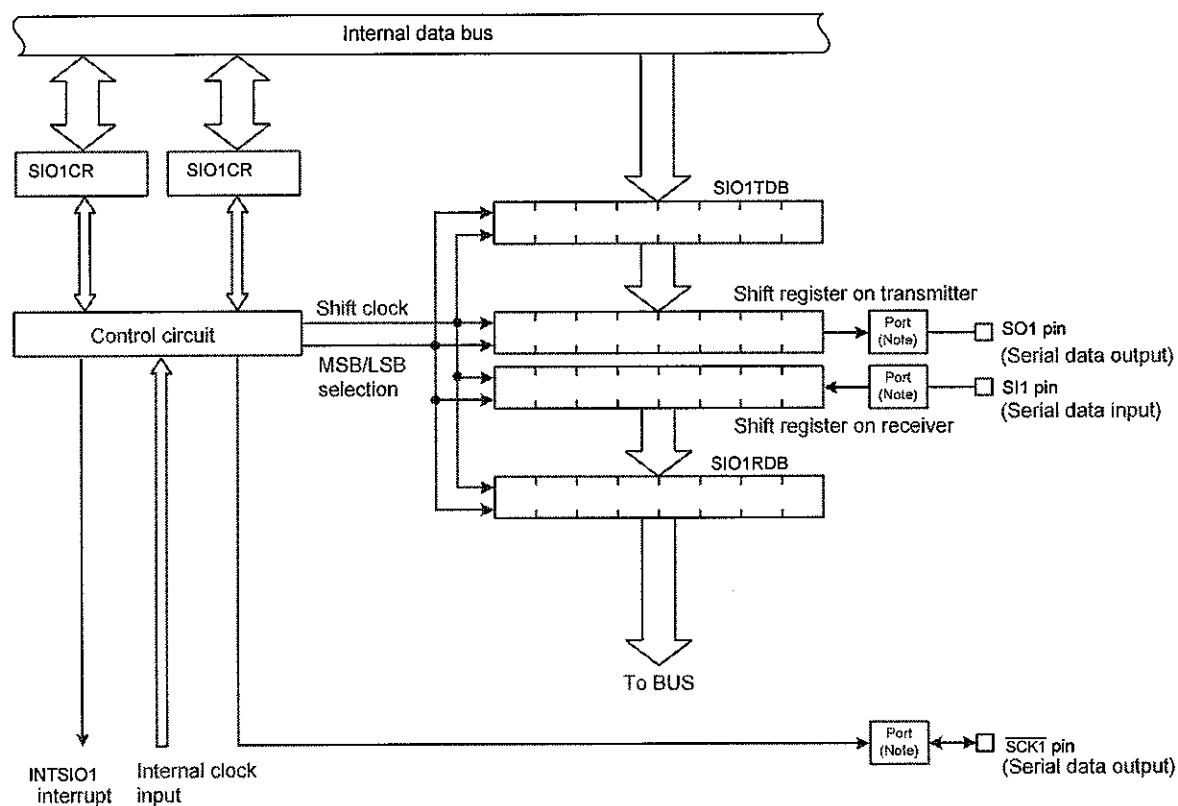 Internal data bus
SIO1CR
SIO1CR
SIO1TDB
Shift clock
Shift register on transmitter
Control circuit
Port
(Note)
SO1 pin
(Serial data output)
MSB/LSB
selection
Port
(Note)
SI1 pin
(Serial data input)
Shift register on receiver
SIO1RDB
To BUS
Port
(Note)
SCK1 pin
(Serial data output)
INTSIO1
interrupt
Internal clock
input